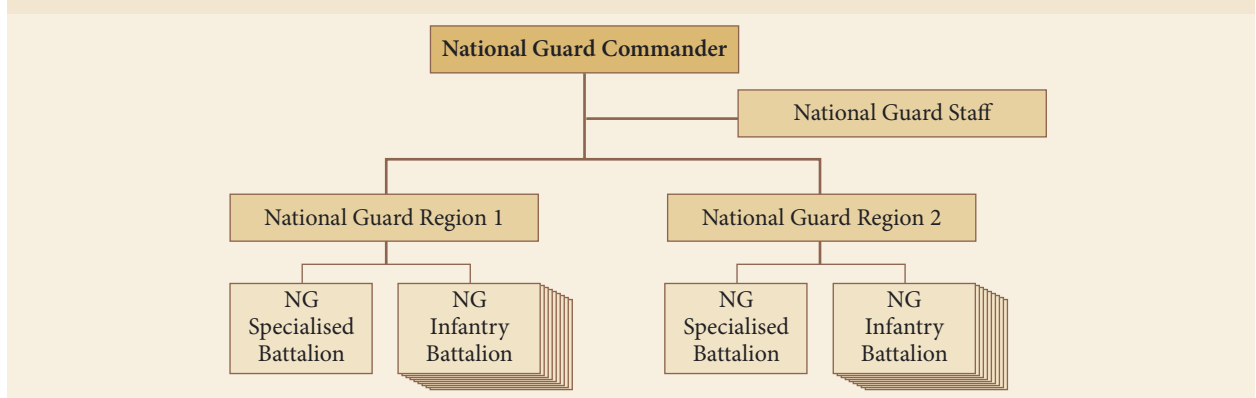 National Guard Commander
National Guard Staff
National Guard Region 1
National Guard Region 2
NG
Specialised
Battalion
NG
Infantry
Battalion
NG
Specialised
Battalion
NG
Infantry
Battalion